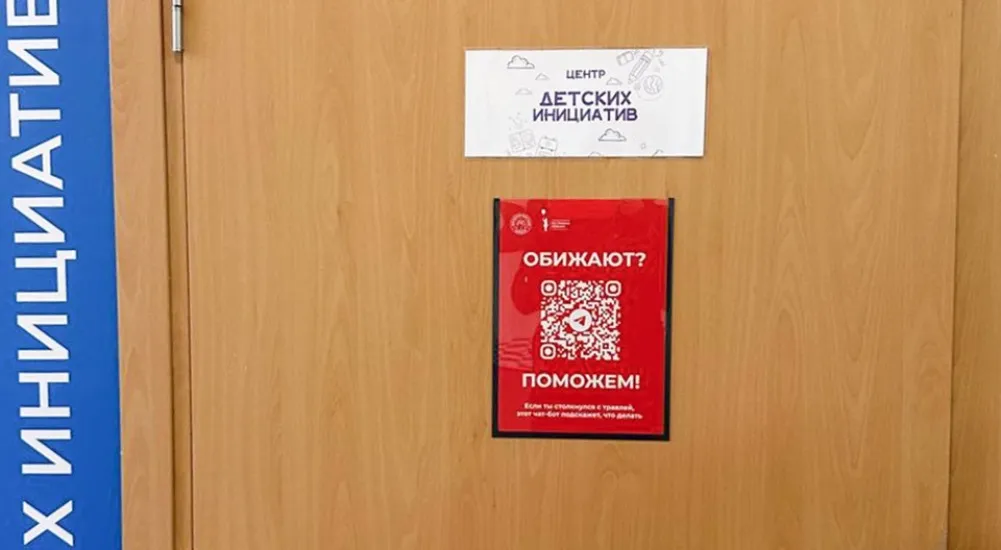 Х ИНИЦИАТИВ
ЦЕНТР
ДЕТСКИХ
ИНИЦИАТИВ
ОБИЖАЮТ?
ПОМОЖЕМ!
Если ты столкнулся с травлей,
этот чат-бот подскажет, что делать